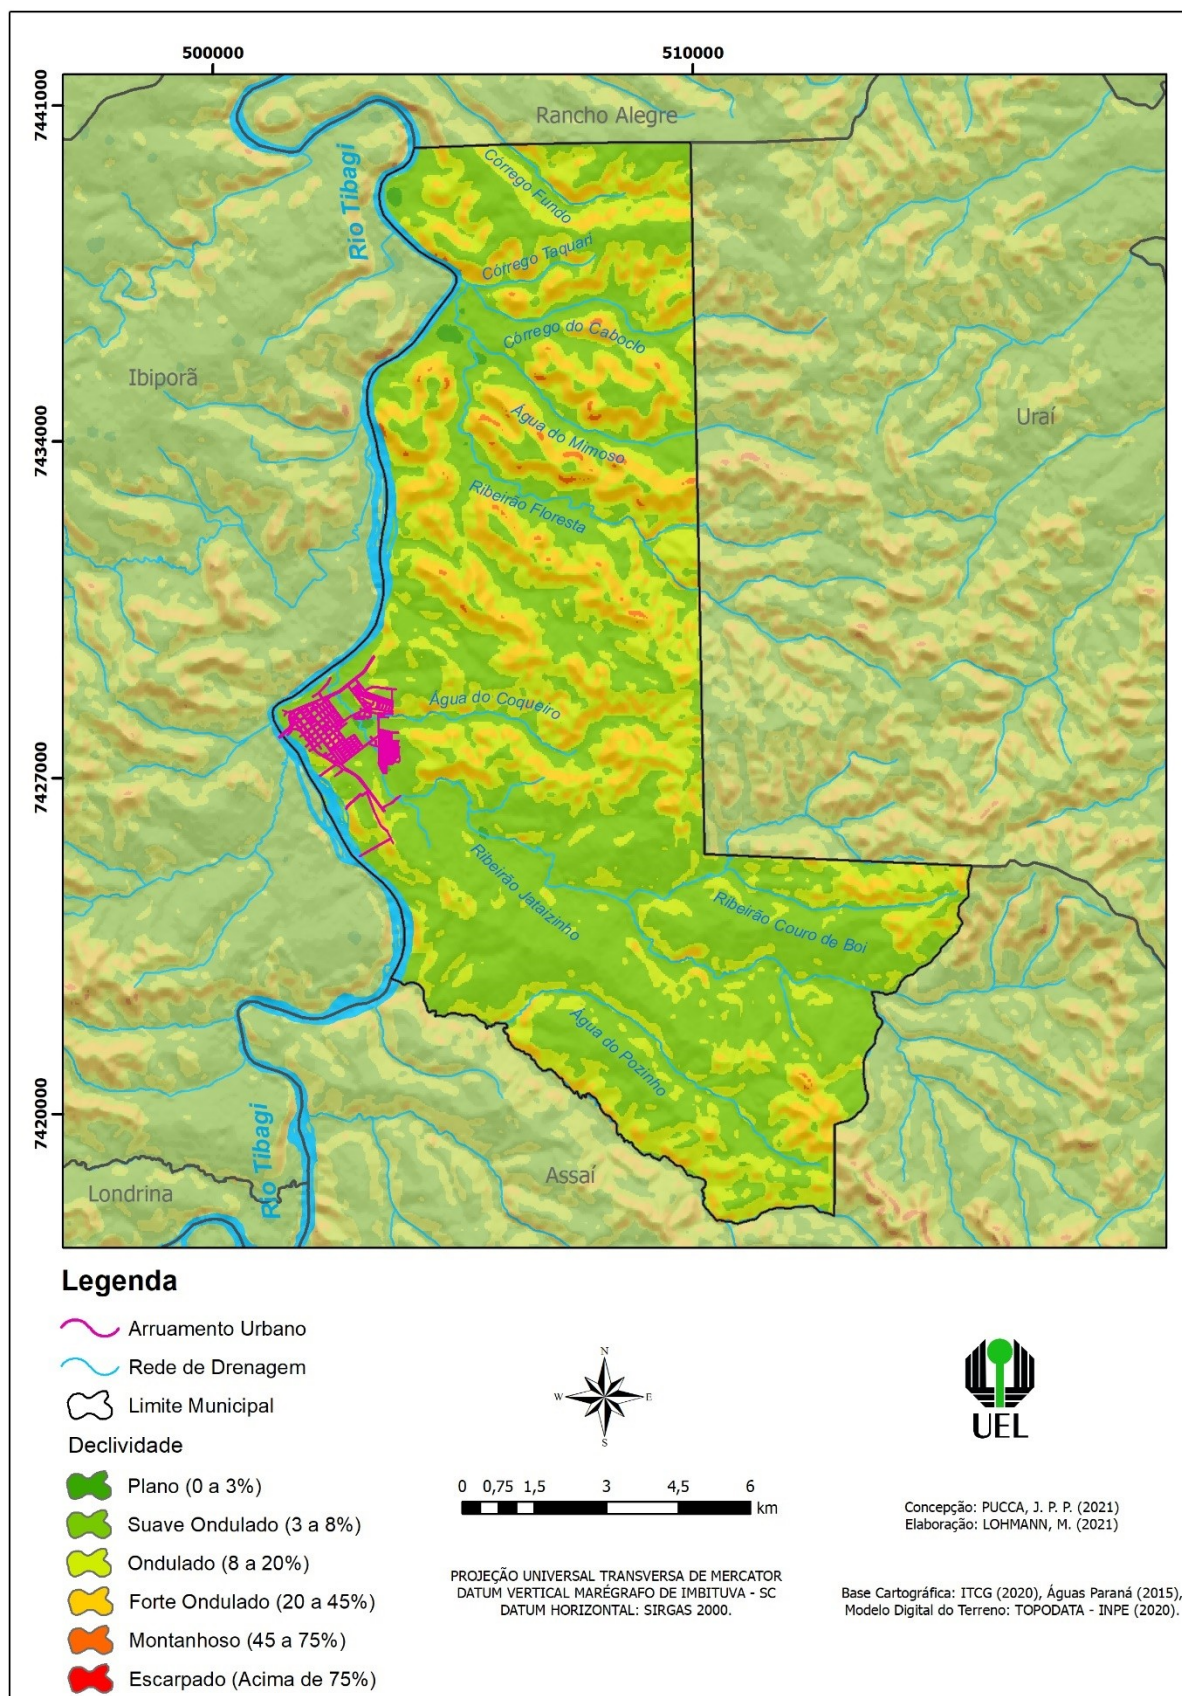 500000
510000
7441000
Rancho Alegre
Córrego Fundo
Rio Tibagi
Córrego Taquari
Córrego do Caboclo
Ibiporã
Uraí
Água do Mimoso
7434000
Ribeirão Floresta
Água do Coqueiro
7427000
Ribeirão Jataizinho
Ribeirão Couro de Boi
Água do Pozinho
7420000
Rio Tibagi
Assaí
Londrina
Legenda
Arruamento Urbano
Rede de Drenagem
Limite Municipal
Declividade
Plano (0 a 3%)
Suave Ondulado (3 a 8%)
Ondulado (8 a 20%)
Forte Ondulado (20 a 45%)
Montanhoso (45 a 75%)
Escarpado (Acima de 75%)
N
W
E
S
0 0,75 1,5 3 4,5 6
km
PROJEÇÃO UNIVERSAL TRANSVERSA DE MERCATOR
DATUM VERTICAL MARÉGRAFO DE IMBITUVA - SC
DATUM HORIZONTAL: SIRGAS 2000.
UEL
Concepção: PUCCA, J. P. P. (2021)
Elaboração: LOHMANN, M. (2021)
Base Cartográfica: ITCG (2020), Águas Paraná (2015),
Modelo Digital do Terreno: TOPODATA - INPE (2020).